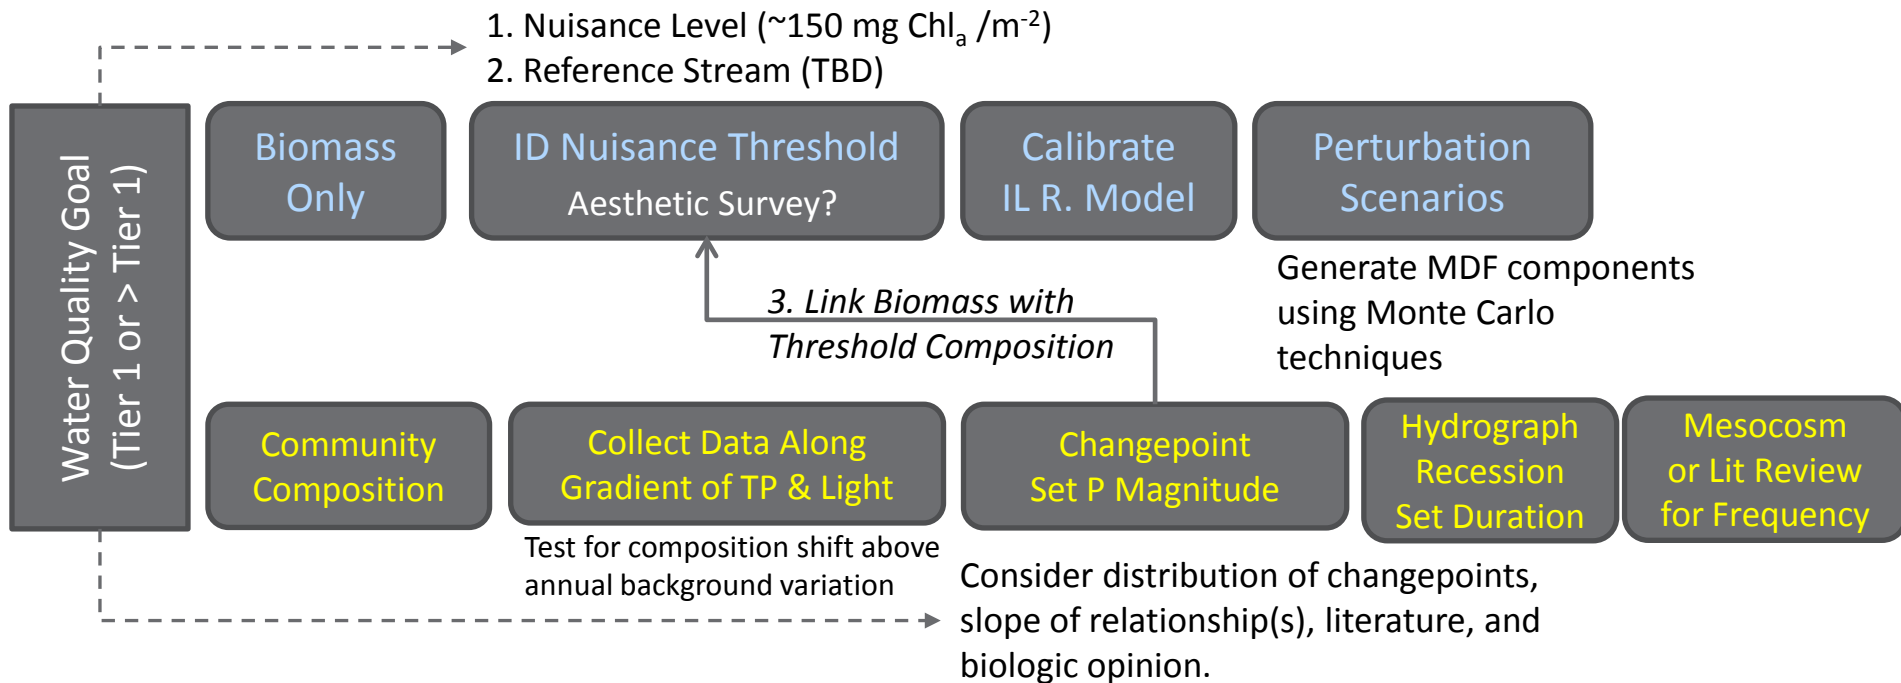 1. Nuisance Level (~150 mg Chlₐ /m⁻²)
2. Reference Stream (TBD)
Water Quality Goal
(Tier 1 or > Tier 1)
Biomass
Only
ID Nuisance Threshold
Aesthetic Survey?
Calibrate
IL R. Model
Perturbation
Scenarios
Generate MDF components
using Monte Carlo
techniques
3. Link Biomass with
Threshold Composition
Community
Composition
Collect Data Along
Gradient of TP & Light
Changepoint
Set P Magnitude
Hydrograph
Recession
Set Duration
Mesocosm
or Lit Review
for Frequency
Test for composition shift above
annual background variation
Consider distribution of changepoints,
slope of relationship(s), literature, and
biologic opinion.